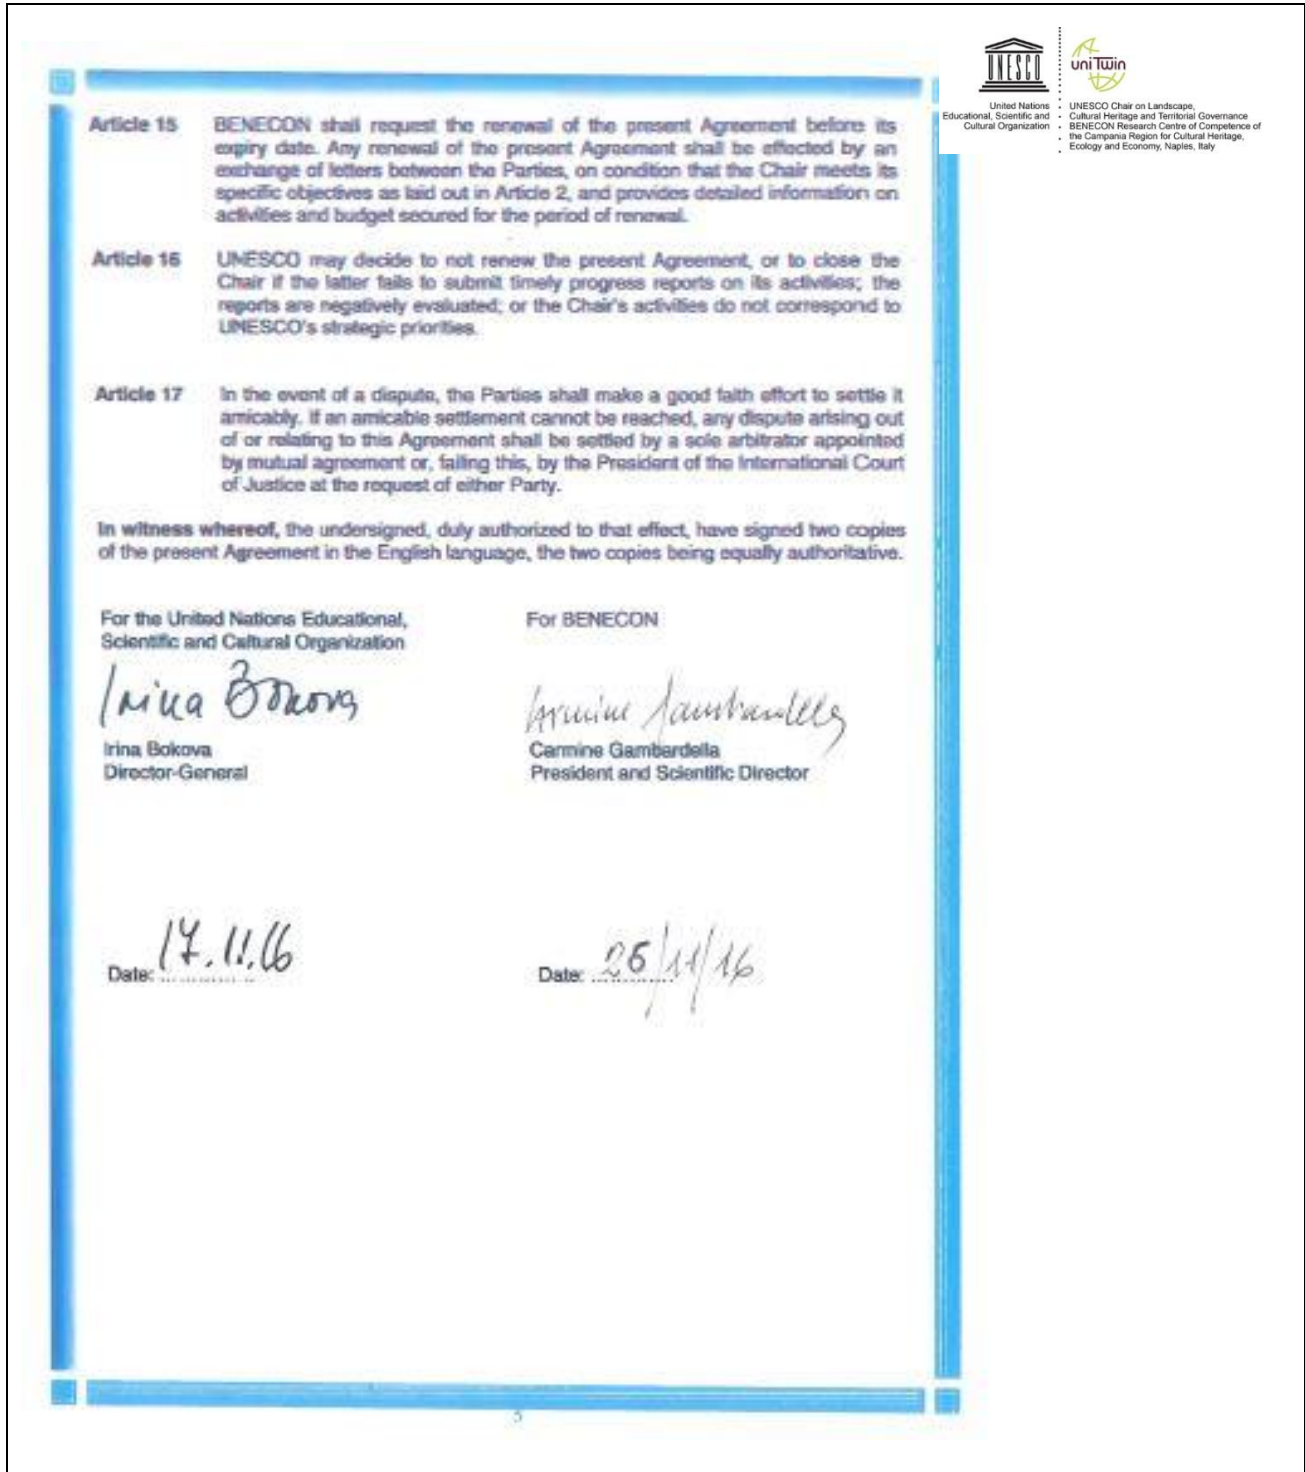 UNESCO
uniTwin
United Nations
Educational, Scientific and
Cultural Organization
UNESCO Chair on Landscape,
Cultural Heritage and Territorial Governance
BENECON Research Centre of Competence of
the Campania Region for Cultural Heritage,
Ecology and Economy, Naples, Italy
Article 15 BENECON shall request the renewal of the present Agreement before its
expiry date. Any renewal of the present Agreement shall be effected by an
exchange of letters between the Parties, on condition that the Chair meets its
specific objectives as laid out in Article 2, and provides detailed information on
activities and budget secured for the period of renewal.
Article 16 UNESCO may decide to not renew the present Agreement, or to close the
Chair if the latter fails to submit timely progress reports on its activities; the
reports are negatively evaluated; or the Chair's activities do not correspond to
UNESCO's strategic priorities.
Article 17 In the event of a dispute, the Parties shall make a good faith effort to settle it
amicably. If an amicable settlement cannot be reached, any dispute arising out
of or relating to this Agreement shall be settled by a sole arbitrator appointed
by mutual agreement or, failing this, by the President of the International Court
of Justice at the request of either Party.
In witness whereof, the undersigned, duly authorized to that effect, have signed two copies
of the present Agreement in the English language, the two copies being equally authoritative.
For the United Nations Educational,
Scientific and Cultural Organization
Irina Bokova
Irina Bokova
Director-General
For BENECON
Carmine Gambardella
Carmine Gambardella
President and Scientific Director
Date: 17.11.16
Date: 26/11/16
5